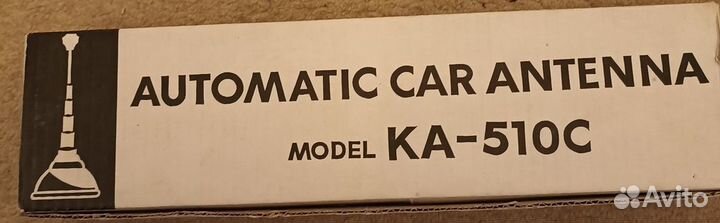 AUTOMATIC CAR ANTENNA
MODEL KA-510C
Avito